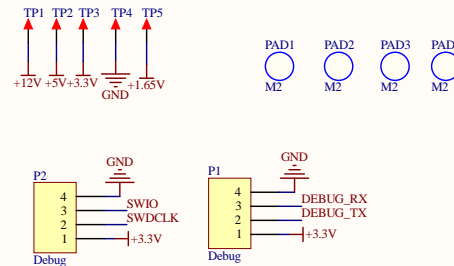 TP1 TP2 TP3 TP4 TP5
+12V +5V +3.3V GND +1.65V
PAD1 PAD2 PAD3 PAD
M2 M2 M2 M2
P2
GND
4
3 SWIO
2 SWDCLK
1 +3.3V
Debug
P1
GND
4
3 DEBUG_RX
2 DEBUG_TX
1 +3.3V
Debug